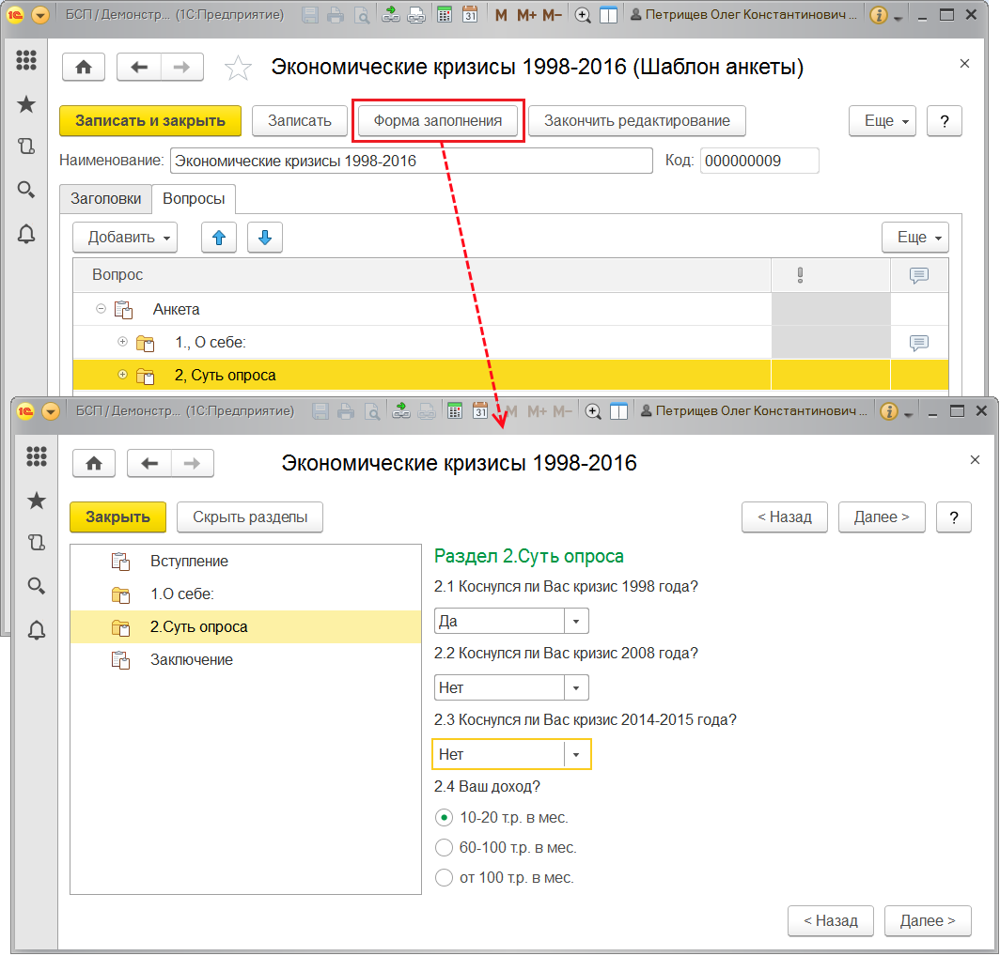 БСП / Демонстр... (1С:Предприятие) 31 M M+ M- Петрищев Олег Константинович ...
Экономические кризисы 1998-2016 (Шаблон анкеты)
Записать и закрыть Записать Форма заполнения Закончить редактирование Еще ?
Наименование: Экономические кризисы 1998-2016 Код: 000000009
Заголовки Вопросы
Добавить Еще
Вопрос
Анкета
1., О себе:
2, Суть опроса
БСП / Демонстр... (1С:Предприятие) 31 M M+ M- Петрищев Олег Константинович ...
Экономические кризисы 1998-2016
Закрыть Скрыть разделы < Назад Далее > ?
Вступление
1.О себе:
2.Суть опроса
Заключение
Раздел 2.Суть опроса
2.1 Коснулся ли Вас кризис 1998 года?
Да
2.2 Коснулся ли Вас кризис 2008 года?
Нет
2.3 Коснулся ли Вас кризис 2014-2015 года?
Нет
2.4 Ваш доход?
10-20 т.р. в мес.
60-100 т.р. в мес.
от 100 т.р. в мес.
< Назад Далее >